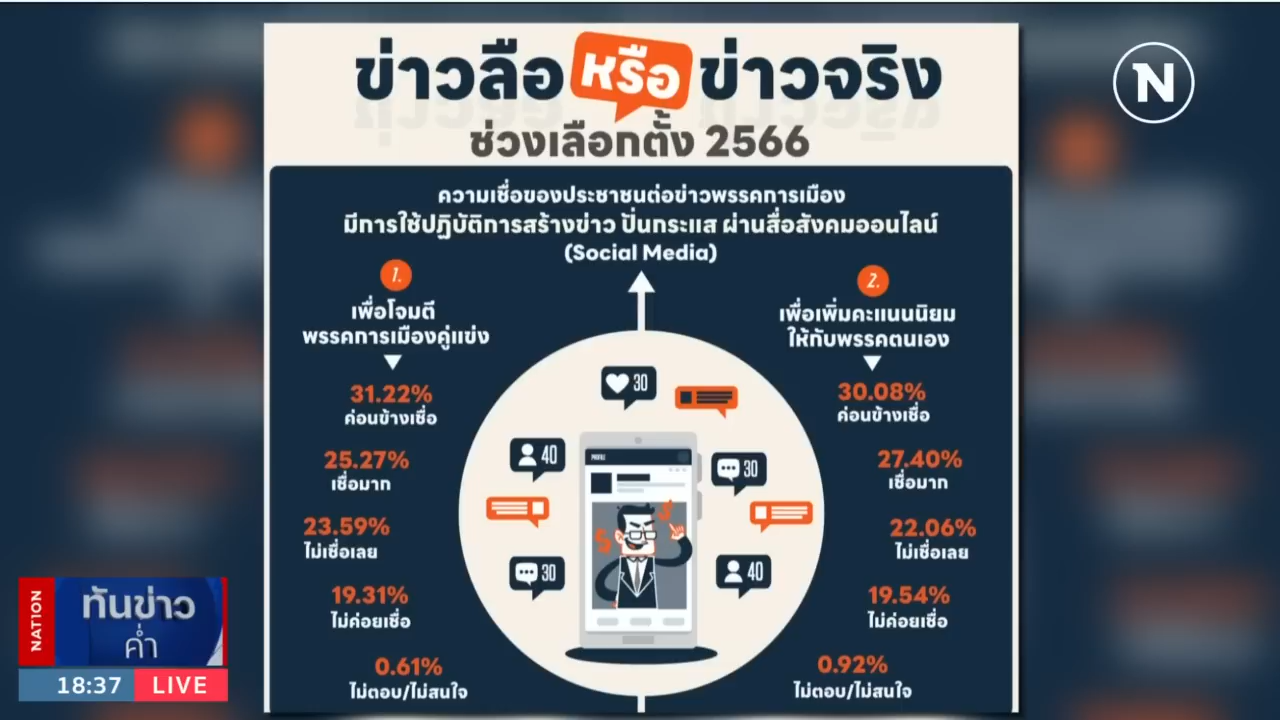 ข่าวลือ หรือ ข่าวจริง
ช่วงเลือกตั้ง 2566
ความเชื่อของประชาชนต่อข่าวพรรคการเมือง
มีการใช้ปฏิบัติการสร้างข่าว ปั่นกระแส ผ่านสื่อสังคมออนไลน์
(Social Media)
1.
เพื่อโจมตี
พรรคการเมืองคู่แข่ง
31.22%
ค่อนข้างเชื่อ
25.27%
เชื่อมาก
23.59%
ไม่เชื่อเลย
19.31%
ไม่ค่อยเชื่อ
0.61%
ไม่ตอบ/ไม่สนใจ
2.
เพื่อเพิ่มคะแนนนิยม
ให้กับพรรคตนเอง
30.08%
ค่อนข้างเชื่อ
27.40%
เชื่อมาก
22.06%
ไม่เชื่อเลย
19.54%
ไม่ค่อยเชื่อ
0.92%
ไม่ตอบ/ไม่สนใจ
30
40
30
30
40
PROFILE
$
N
NATION
ทันข่าว
ค่ำ
18:37 LIVE